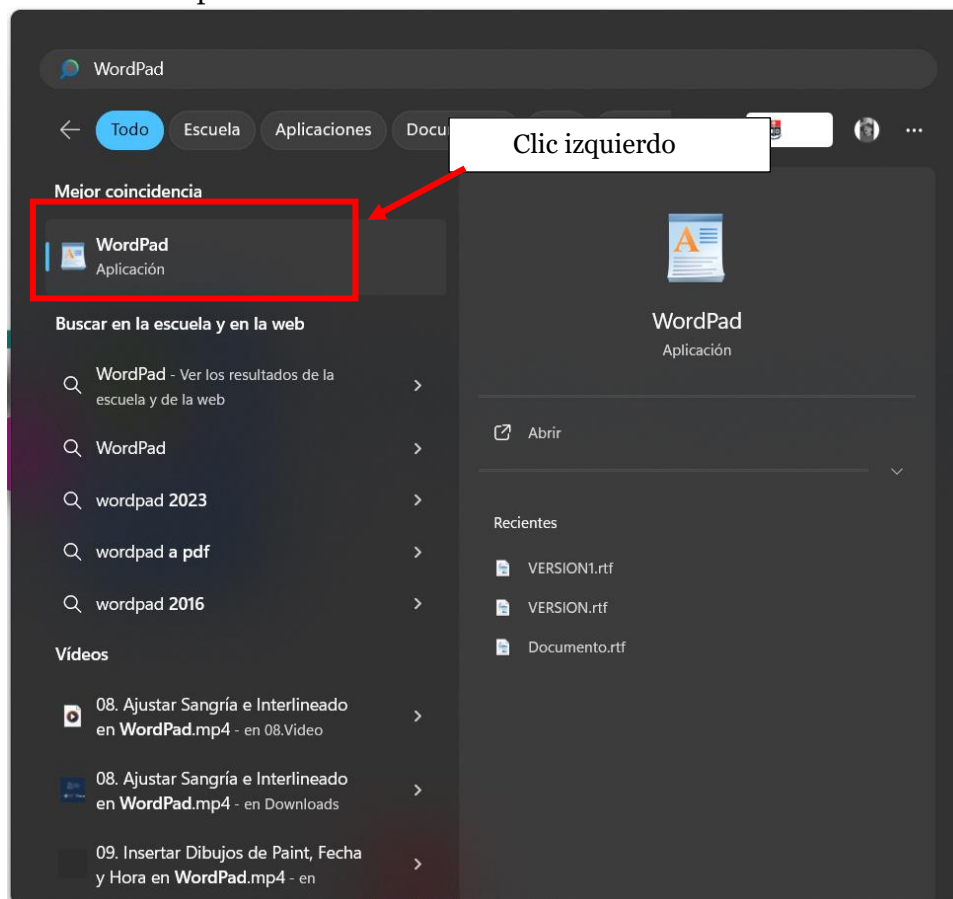 WordPad
Todo Escuela Aplicaciones Docu
Clic izquierdo
Mejor coincidencia
WordPad
Aplicación
Buscar en la escuela y en la web
WordPad - Ver los resultados de la
escuela y de la web
WordPad
wordpad 2023
wordpad a pdf
wordpad 2016
Vídeos
08. Ajustar Sangría e Interlineado
en WordPad.mp4 - en 08.Video
08. Ajustar Sangría e Interlineado
en WordPad.mp4 - en Downloads
09. Insertar Dibujos de Paint, Fecha
y Hora en WordPad.mp4 - en
WordPad
Aplicación
Abrir
Recientes
VERSION1.rtf
VERSION.rtf
Documento.rtf